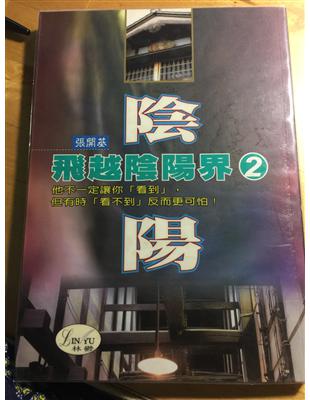 陰
張開基
飛越陰陽界2
他不一定讓你「看到」，
但有時「看不到」反而更可怕！
陽
LIN/YU
林鬱